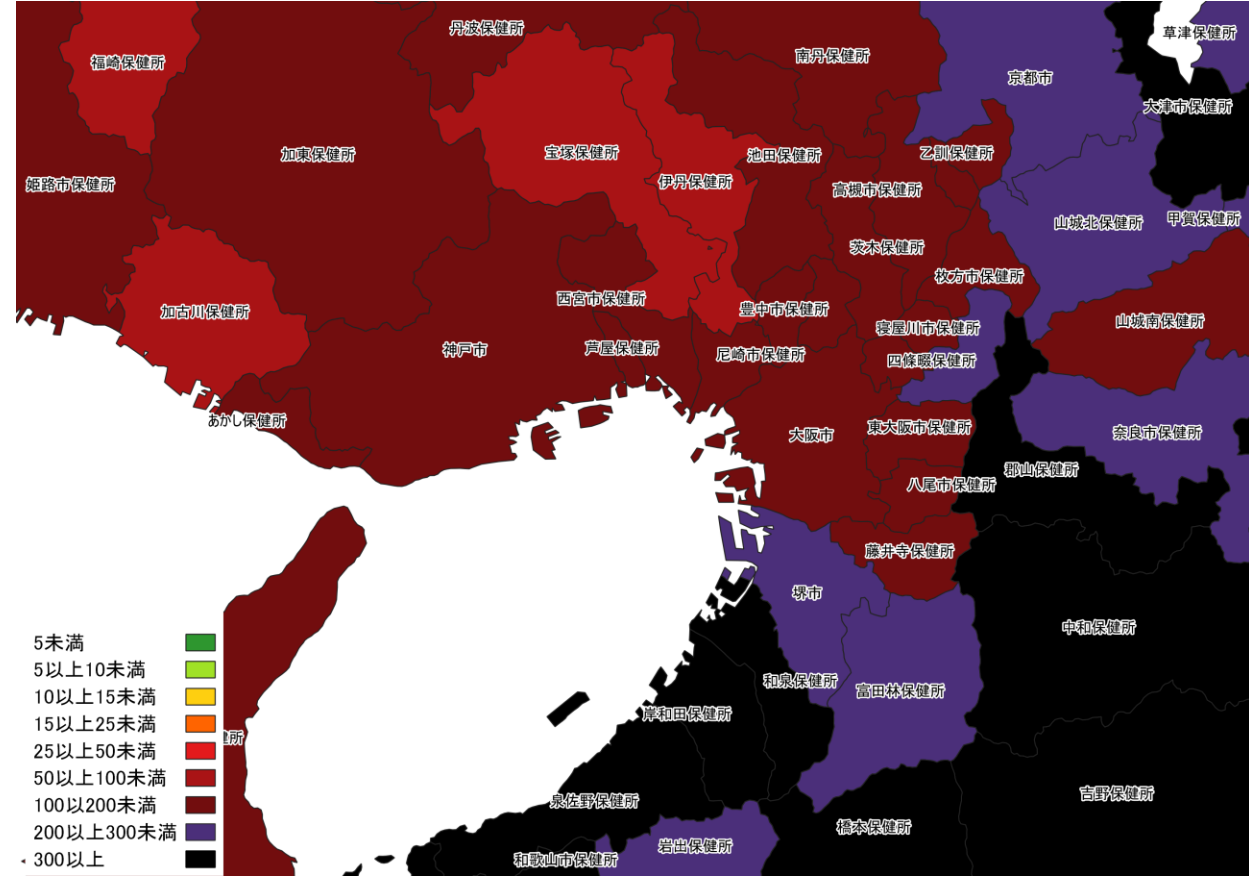 丹波保健所
草津保健所
福崎保健所
南丹保健所
京都市
大津市保健所
加東保健所
宝塚保健所
池田保健所
乙訓保健所
姫路市保健所
伊丹保健所
高槻市保健所
山城北保健所
甲賀保健所
茨木保健所
枚方市保健所
加古川保健所
西宮市保健所
豊中市保健所
山城南保健所
寝屋川市保健所
神戸市
芦屋保健所
尼崎市保健所
四條畷保健所
あかし保健所
大阪市
東大阪市保健所
奈良市保健所
郡山保健所
八尾市保健所
藤井寺保健所
堺市
中和保健所
和泉保健所
富田林保健所
岸和田保健所
健所
泉佐野保健所
吉野保健所
橋本保健所
岩出保健所
和歌山市保健所
5未満
5以上10未満
10以上15未満
15以上25未満
25以上50未満
50以上100未満
100以200未満
200以上300未満
300以上